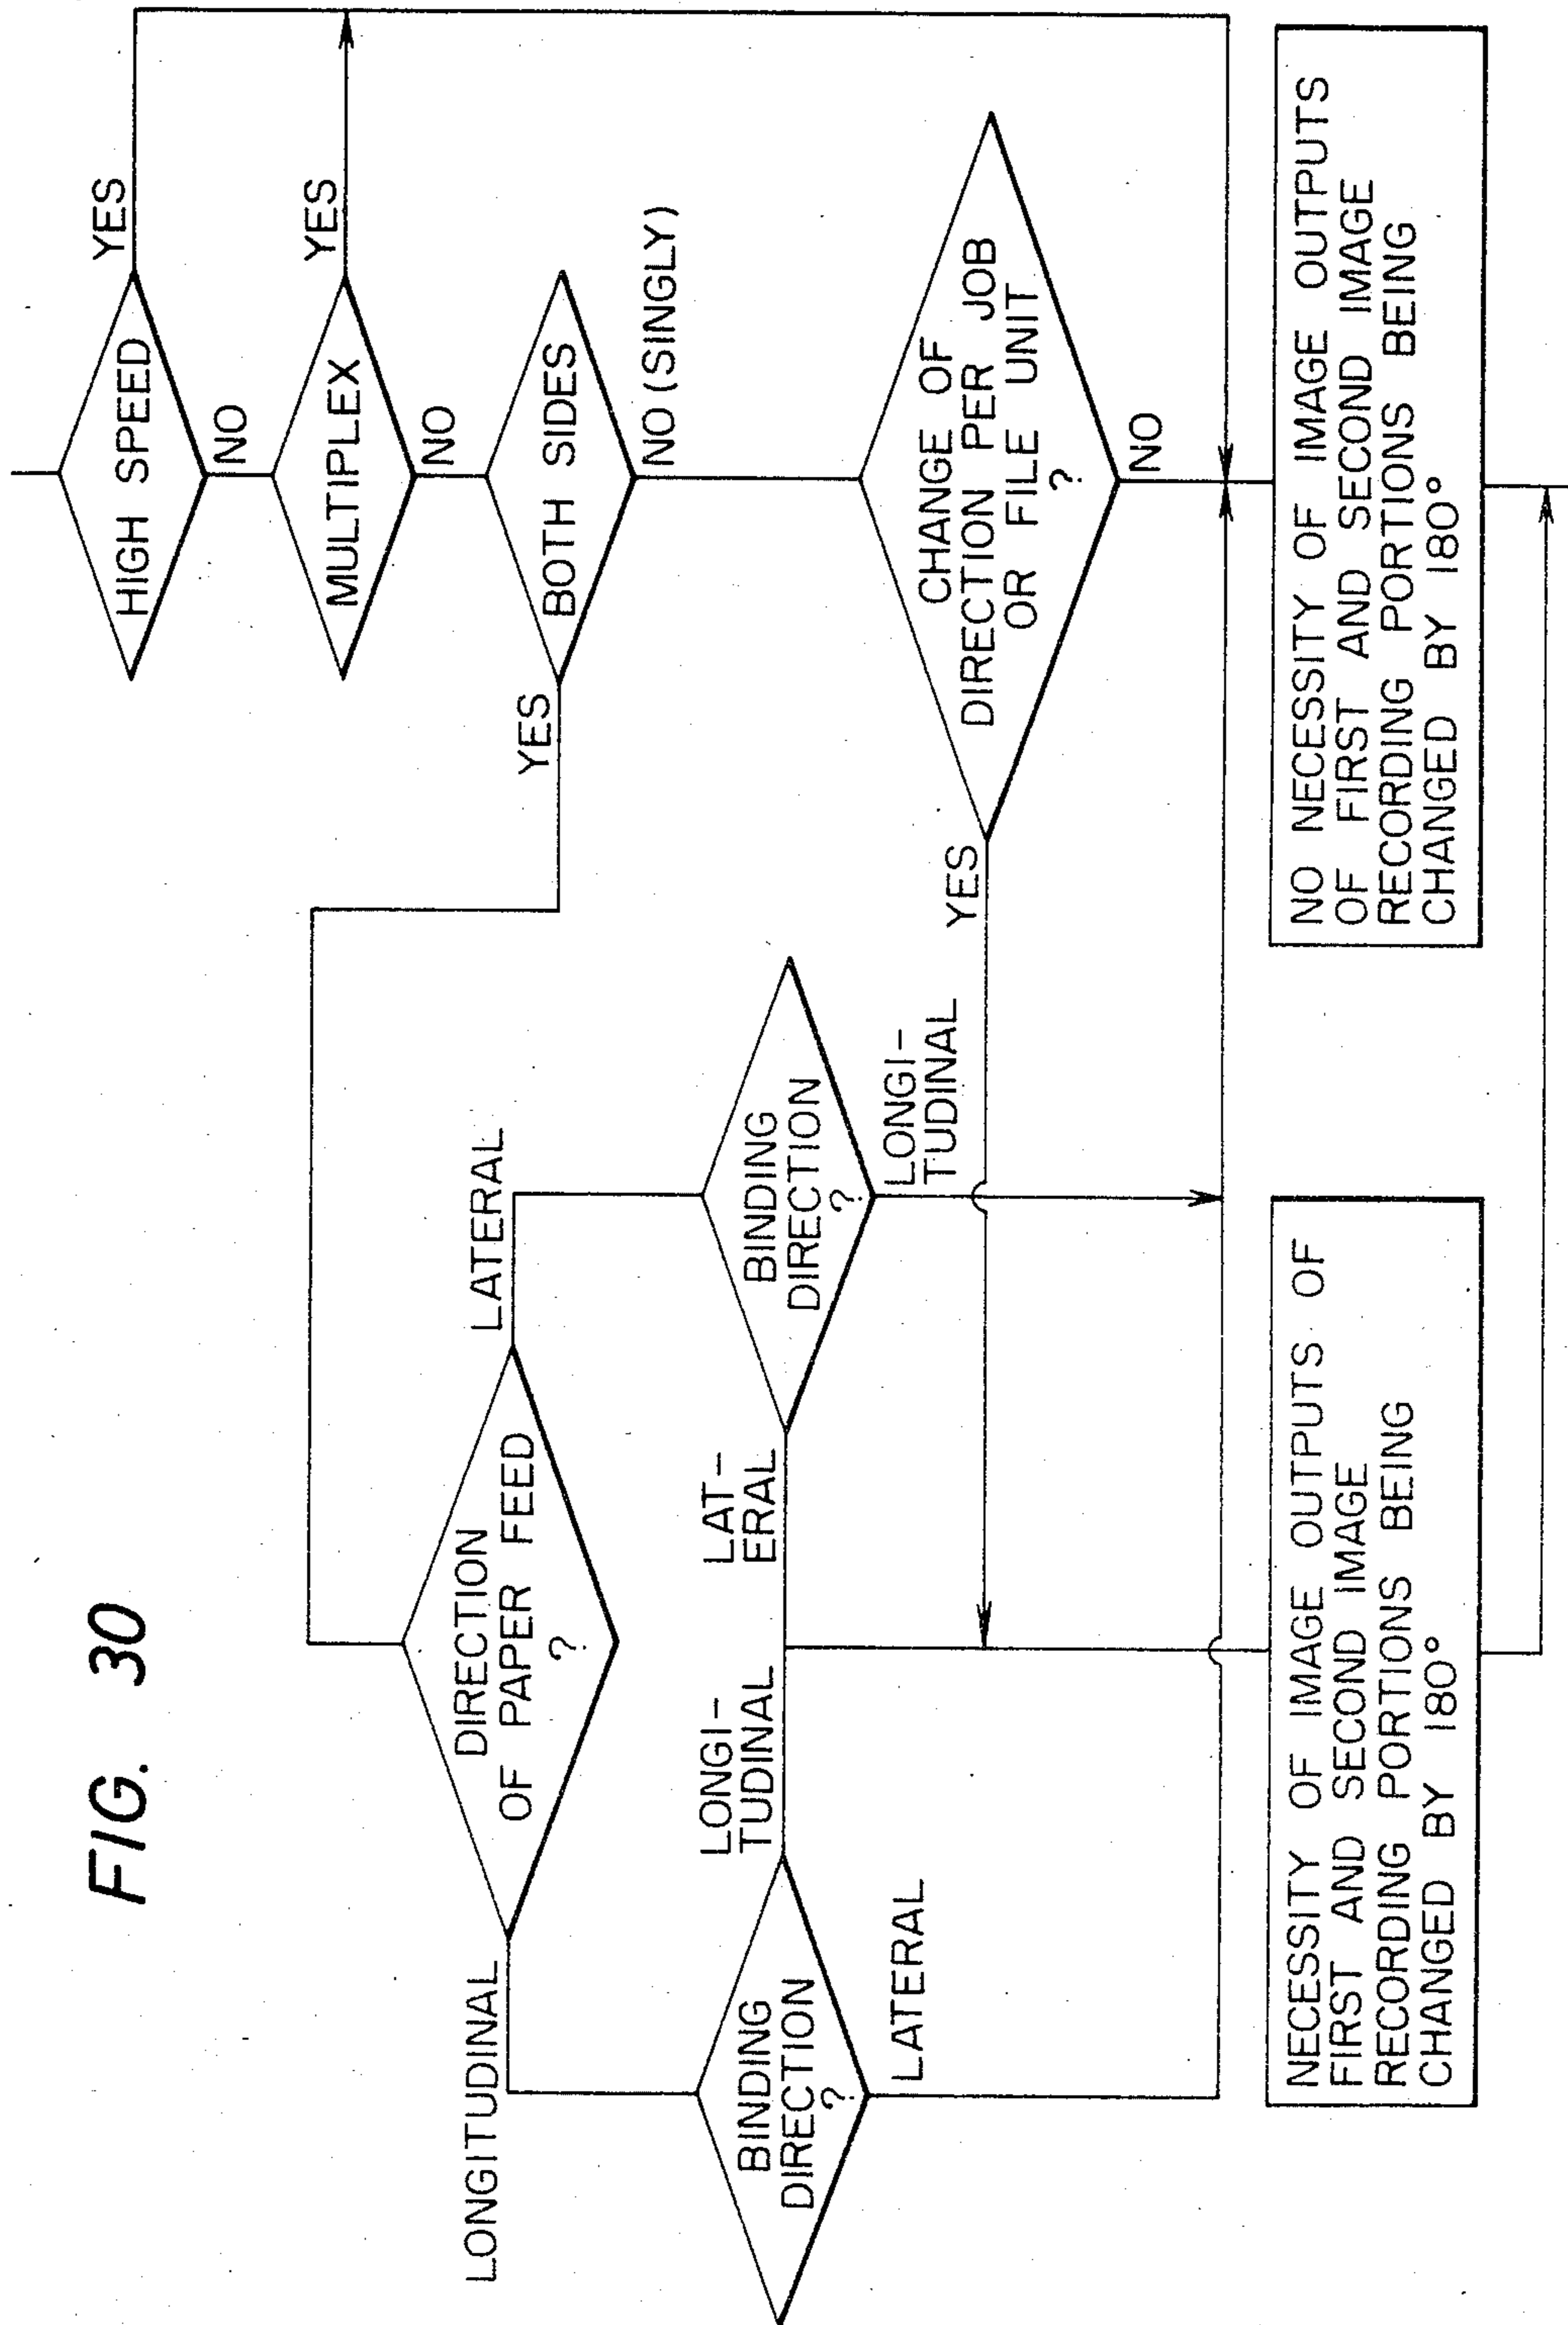 FIG. 30
HIGH SPEED
YES
NO
MULTIPLEX
YES
NO
BOTH SIDES
YES
NO (SINGLY)
DIRECTION
OF PAPER FEED
?
LONGITUDINAL
LATERAL
BINDING
DIRECTION
?
LONGI-
TUDINAL
LATERAL
BINDING
DIRECTION
?
LAT-
ERAL
LONGI-
TUDINAL
CHANGE OF
DIRECTION PER JOB
OR FILE UNIT
?
YES
NO
NECESSITY OF IMAGE OUTPUTS OF
FIRST AND SECOND IMAGE
RECORDING PORTIONS BEING
CHANGED BY 180°
NO NECESSITY OF IMAGE OUTPUTS
OF FIRST AND SECOND IMAGE
RECORDING PORTIONS BEING
CHANGED BY 180°